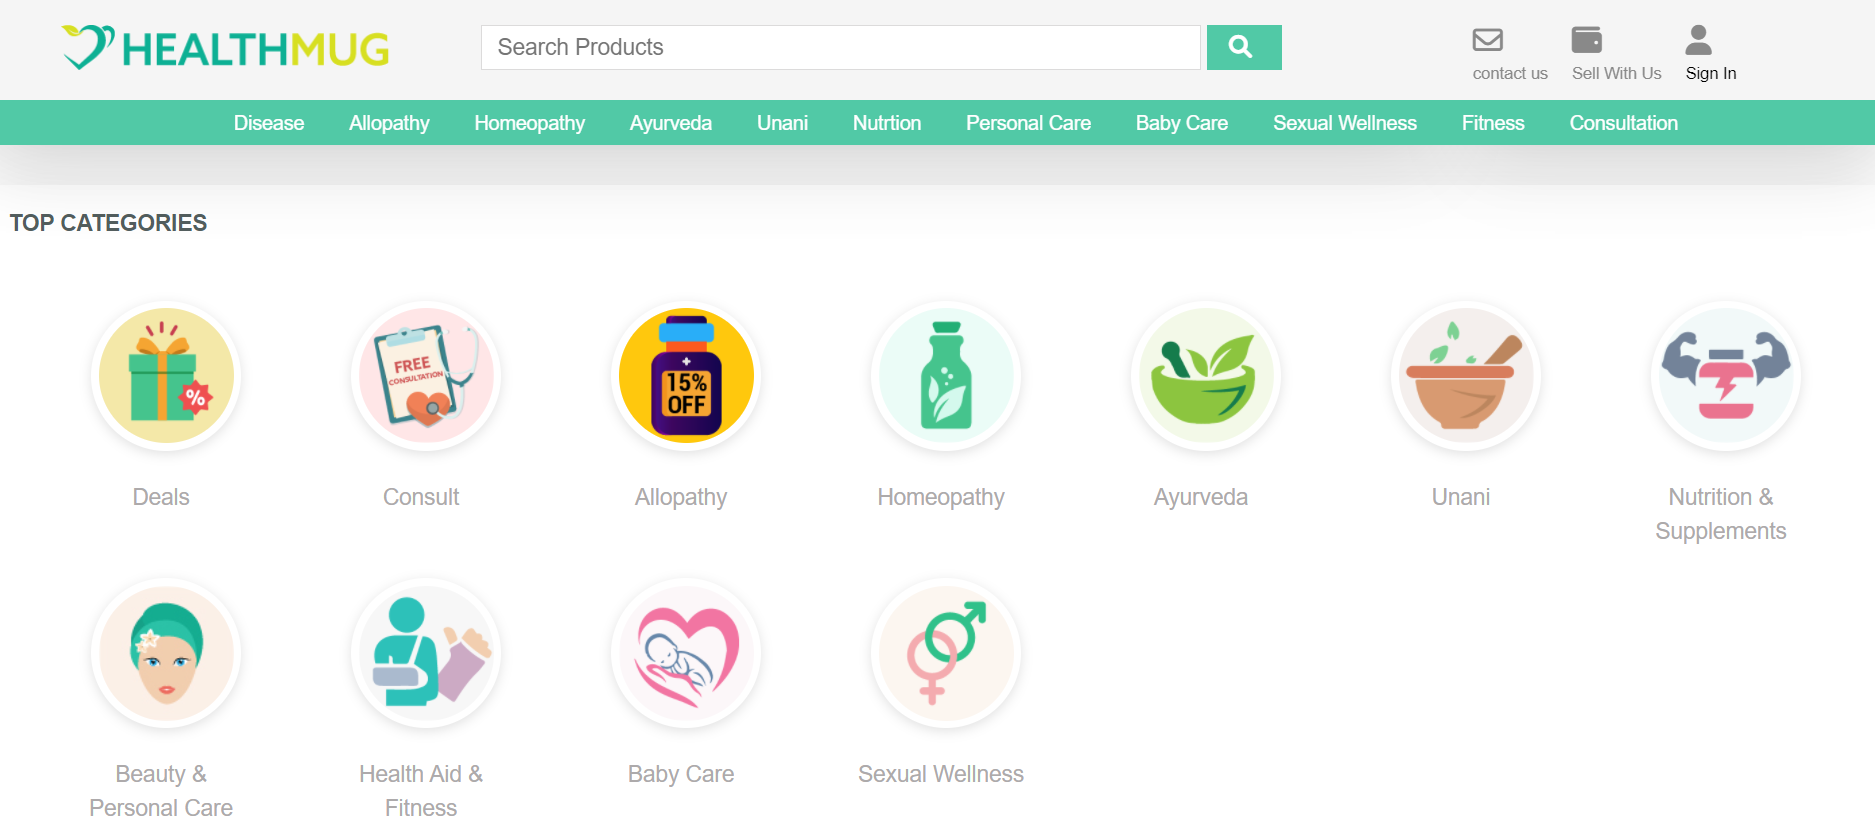 HEALTHMUG
Search Products
contact us
Sell With Us
Sign In
Disease
Allopathy
Homeopathy
Ayurveda
Unani
Nutrtion
Personal Care
Baby Care
Sexual Wellness
Fitness
Consultation
TOP CATEGORIES
%
FREE
CONSULTATION
15%
OFF
Deals
Consult
Allopathy
Homeopathy
Ayurveda
Unani
Nutrition &
Supplements
Beauty &
Personal Care
Health Aid &
Fitness
Baby Care
Sexual Wellness